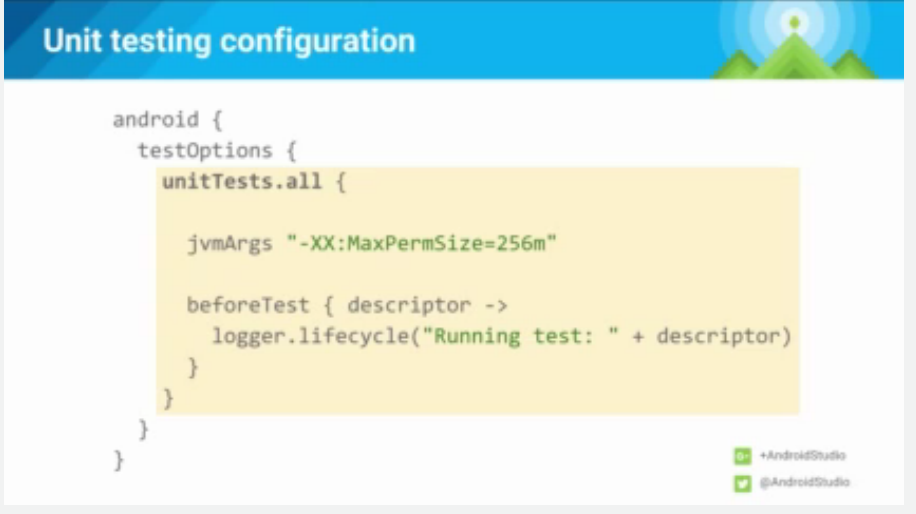 Unit testing configuration
android {
testOptions {
unitTests.all {
jvmArgs "-XX:MaxPermSize=256m"
beforeTest { descriptor ->
logger.lifecycle("Running test: " + descriptor)
}
}
}
}
+AndroidStudio
@AndroidStudio